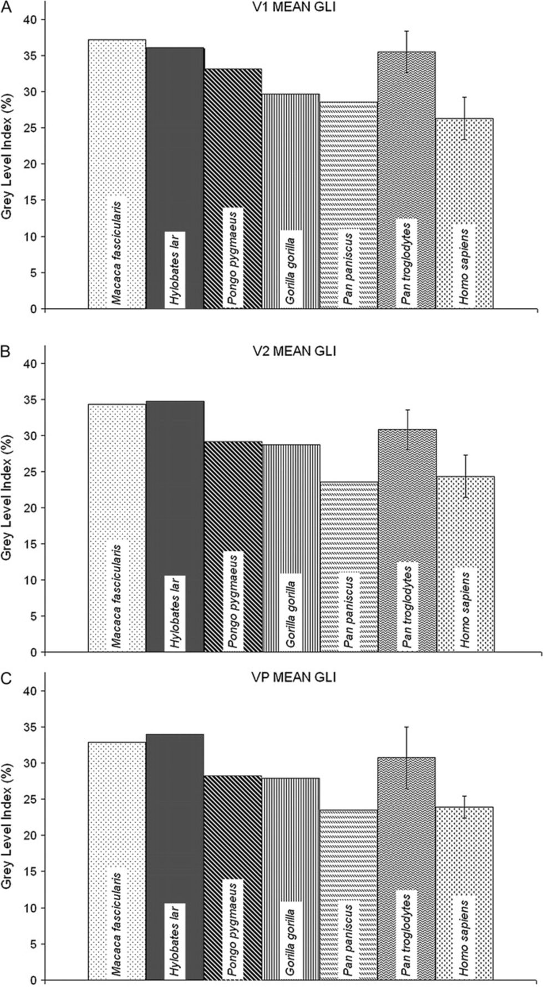 A
V1 MEAN GLI
Grey Level Index (%)
40
35
30
25
20
15
10
5
0
Macaca fascicularis
Hylobates lar
Pongo pygmaeus
Gorilla gorilla
Pan paniscus
Pan troglodytes
Homo sapiens
B
V2 MEAN GLI
Grey Level Index (%)
40
35
30
25
20
15
10
5
0
Macaca fascicularis
Hylobates lar
Pongo pygmaeus
Gorilla gorilla
Pan paniscus
Pan troglodytes
Homo sapiens
C
VP MEAN GLI
Grey Level Index (%)
40
35
30
25
20
15
10
5
0
Macaca fascicularis
Hylobates lar
Pongo pygmaeus
Gorilla gorilla
Pan paniscus
Pan troglodytes
Homo sapiens